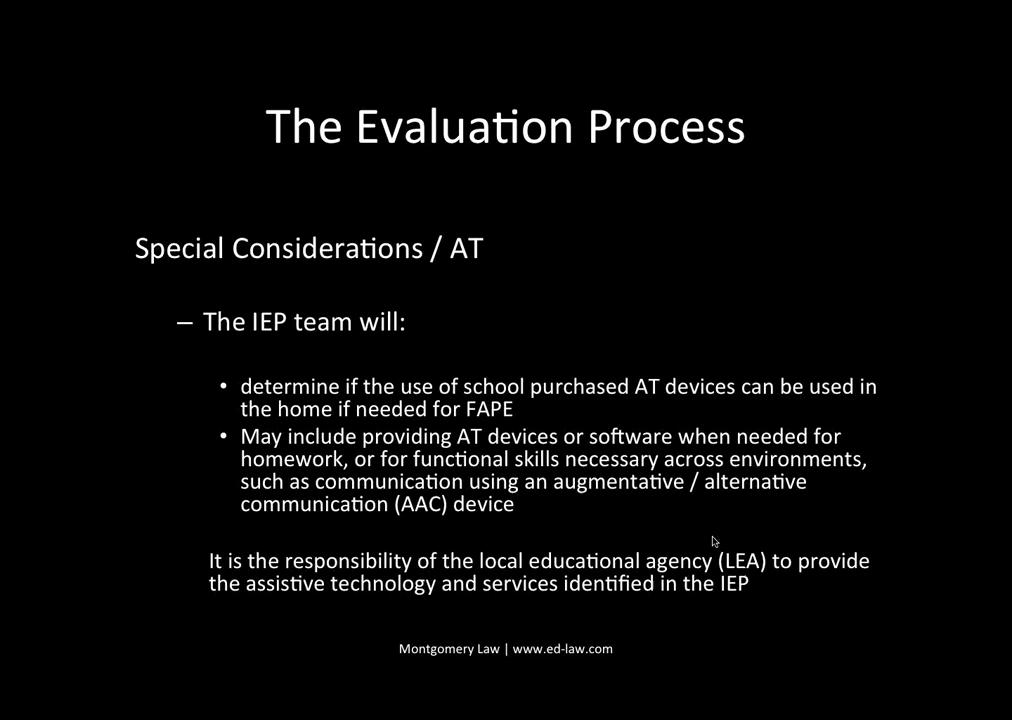 The Evaluation Process
Special Considerations / AT
– The IEP team will:
• determine if the use of school purchased AT devices can be used in
the home if needed for FAPE
• May include providing AT devices or software when needed for
homework, or for functional skills necessary across environments,
such as communication using an augmentative / alternative
communication (AAC) device
It is the responsibility of the local educational agency (LEA) to provide
the assistive technology and services identified in the IEP
Montgomery Law | www.ed-law.com